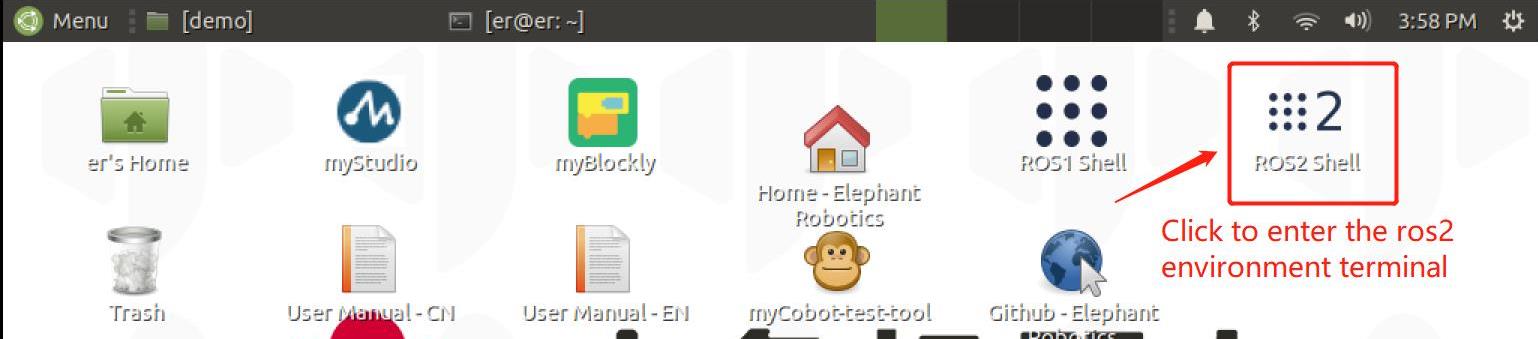 Menu [demo] [er@er: ~] 3:58 PM
2
er's Home myStudio myBlockly ROS1 Shell ROS2 Shell
Home - Elephant
Robotics
Click to enter the ros2
environment terminal
Trash User Manual - CN User Manual - EN myCobot-test-tool Github - Elephant
Robotics